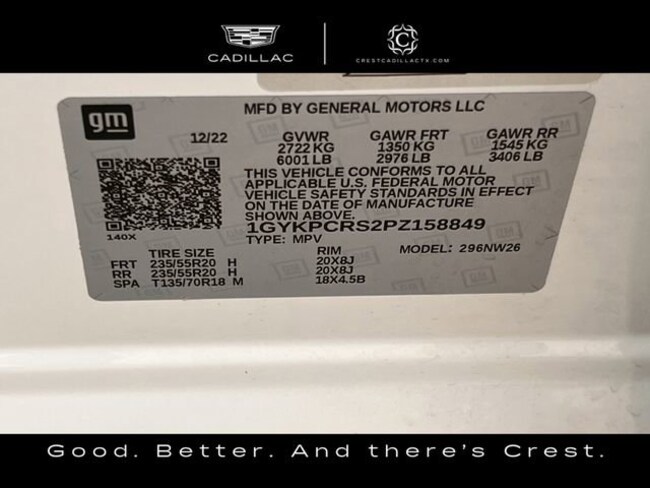 CADILLAC
C
CRESTCADILLACTX.COM
gm
MFD BY GENERAL MOTORS LLC
12/22 GVWR GAWR FRT GAWR RR
2722 KG 1350 KG 1545 KG
6001 LB 2976 LB 3406 LB
THIS VEHICLE CONFORMS TO ALL
APPLICABLE U.S. FEDERAL MOTOR
VEHICLE SAFETY STANDARDS IN EFFECT
ON THE DATE OF MANUFACTURE
SHOWN ABOVE.
1GYKPCRS2PZ158849
140X
TYPE: MPV
TIRE SIZE RIM MODEL: 296NW26
FRT 235/55R20 H 20X8J
RR 235/55R20 H 20X8J
SPA T135/70R18 M 18X4.5B
Good. Better. And there's Crest.